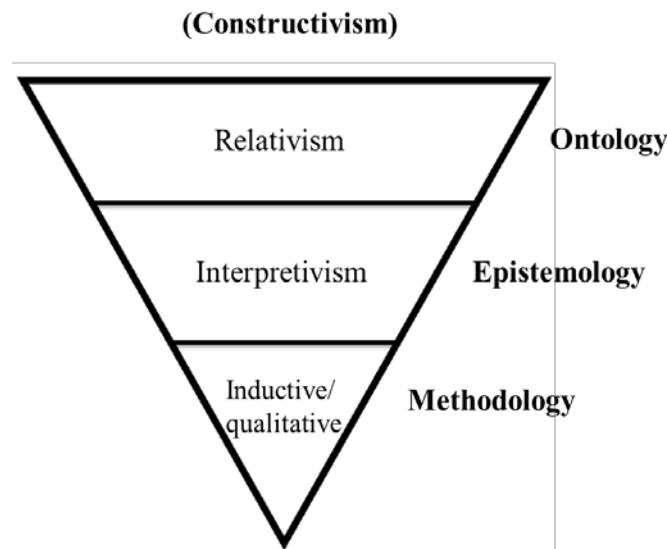 (Constructivism)
Relativism
Ontology
Interpretivism
Epistemology
Inductive/
qualitative
Methodology